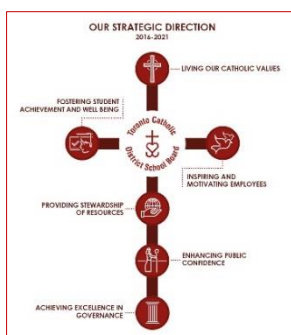 OUR STRATEGIC DIRECTION
2016-2021
LIVING OUR CATHOLIC VALUES
FOSTERING STUDENT
ACHIEVEMENT AND WELL BEING
Toronto Catholic
District School Board
INSPIRING AND
MOTIVATING EMPLOYEES
PROVIDING STEWARDSHIP
OF RESOURCES
ENHANCING PUBLIC
CONFIDENCE
ACHIEVING EXCELLENCE IN
GOVERNANCE